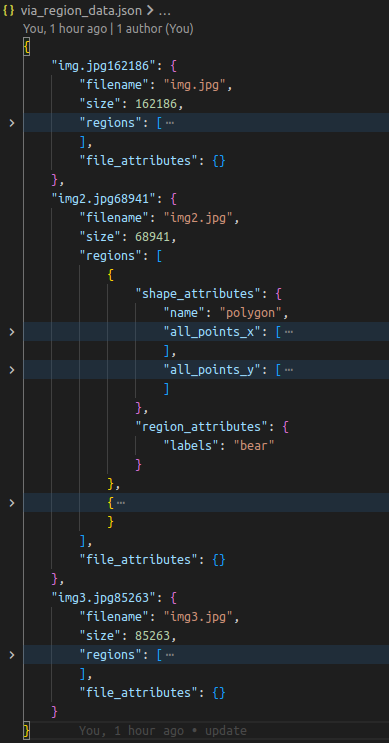 {} via_region_data.json > ...
You, 1 hour ago | 1 author (You)
{
"img.jpg162186": {
"filename": "img.jpg",
"size": 162186,
"regions": [ ⋯
],
"file_attributes": {}
},
"img2.jpg68941": {
"filename": "img2.jpg",
"size": 68941,
"regions": [
{
"shape_attributes": {
"name": "polygon",
"all_points_x": [ ⋯
],
"all_points_y": [ ⋯
]
},
"region_attributes": {
"labels": "bear"
}
},
{ ⋯
}
],
"file_attributes": {}
},
"img3.jpg85263": {
"filename": "img3.jpg",
"size": 85263,
"regions": [ ⋯
],
"file_attributes": {}
}
} You, 1 hour ago • update